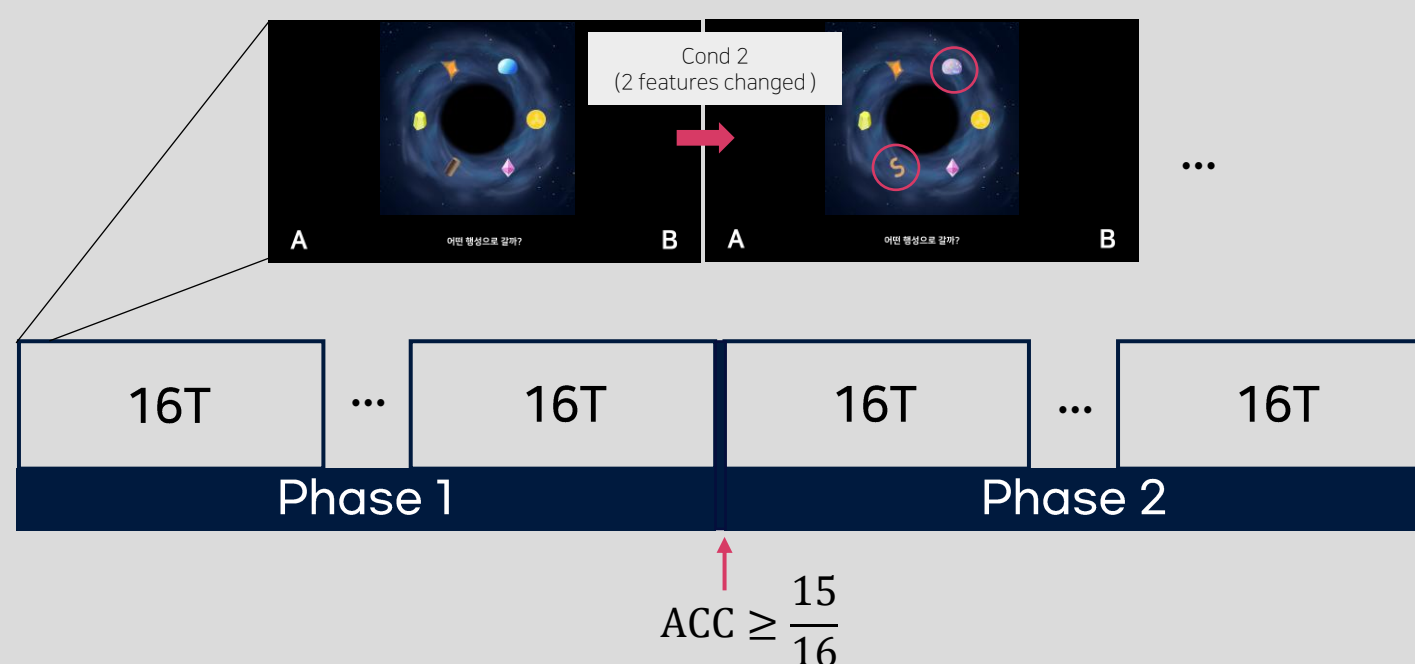 Cond 2
(2 features changed )
A
어떤 행성으로 갈까?
B
A
어떤 행성으로 갈까?
B
...
16T
...
16T
16T
...
16T
Phase 1
Phase 2
ACC ≥ 15/16